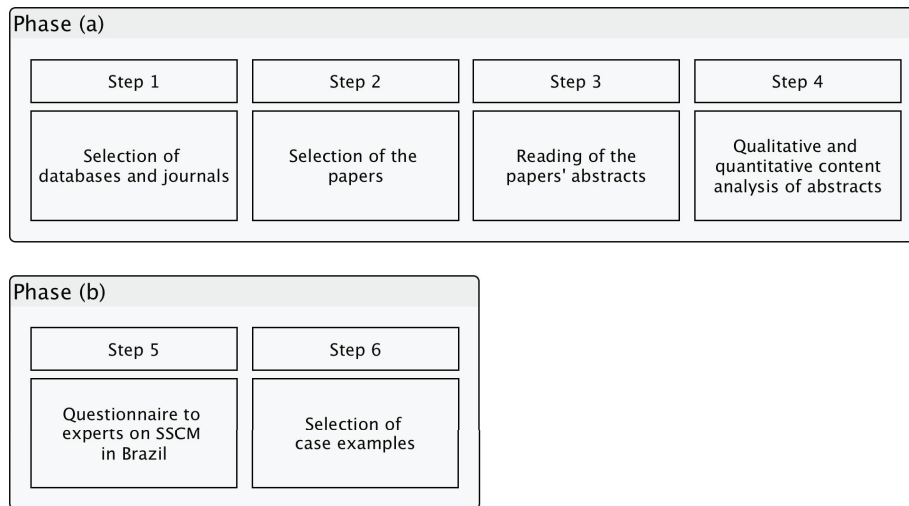 Phase (a)
Step 1
Step 2
Step 3
Step 4
Selection of
databases and journals
Selection of the
papers
Reading of the
papers' abstracts
Qualitative and
quantitative content
analysis of abstracts
Phase (b)
Step 5
Step 6
Questionnaire to
experts on SSCM
in Brazil
Selection of
case examples